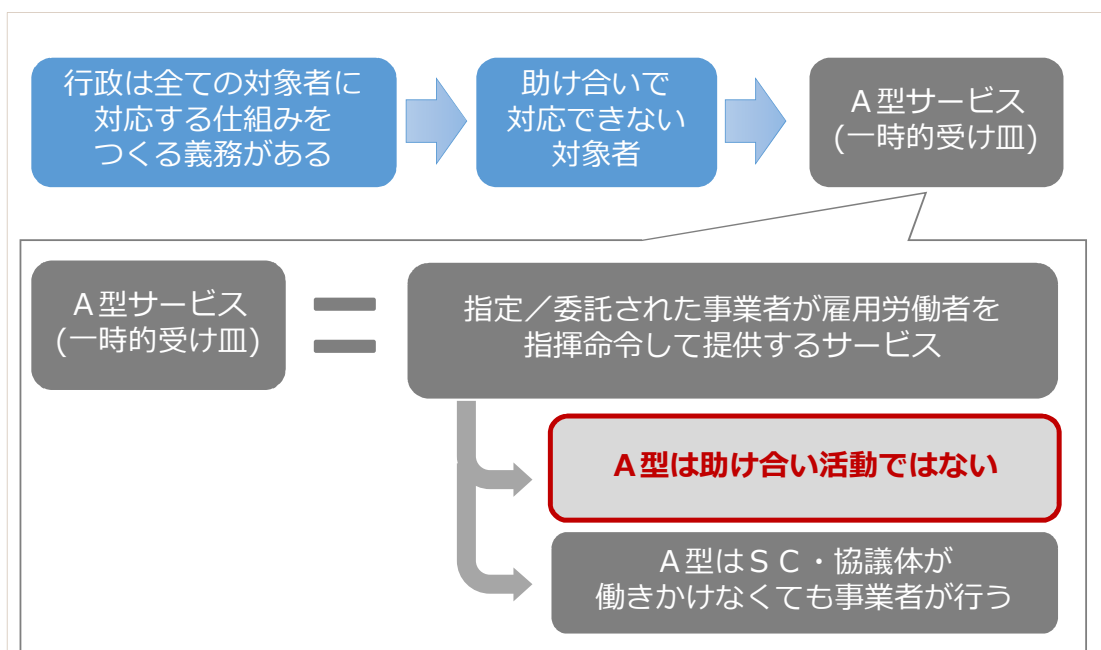 行政は全ての対象者に
対応する仕組みを
つくる義務がある
助け合いで
対応できない
対象者
Ａ型サービス
(一時的受け皿)
Ａ型サービス
(一時的受け皿)
＝
指定／委託された事業者が雇用労働者を
指揮命令して提供するサービス
Ａ型は助け合い活動ではない
Ａ型はＳＣ・協議体が
働きかけなくても事業者が行う